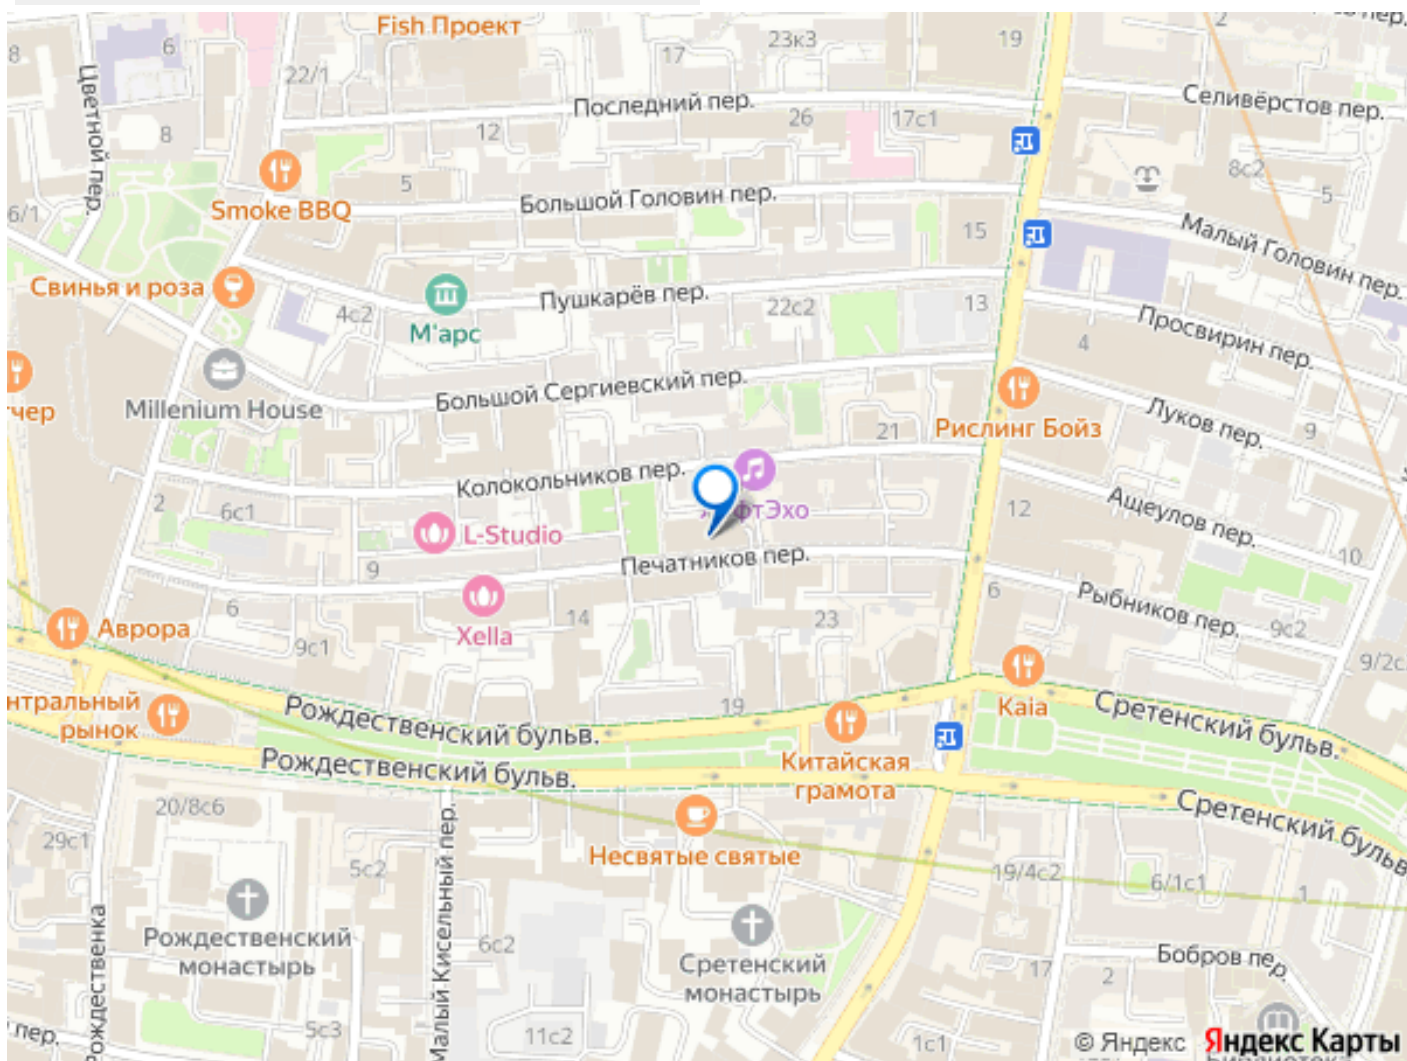 Fish Проект
6
8
17
23к3
19
2
пер.
22/1
Цветной пер.
Последний пер.
Селивёрстов пер.
8
12
26
17с1
8с2
5
5
Smoke BBQ
Большой Головин пер.
6/1
15
Малый Головин пер.
Свинья и роза
4с2
Пушкарёв пер.
22с2
13
М'арс
Просвирин пер.
4
Большой Сергиевский пер.
Millenium House
Рислинг Бойз
Луков пер.
9
21
Колокольников пер.
2
6с1
12
Ащеулов пер.
L-Studio
10
9
Печатников пер.
6
6
Рыбников пер.
9с2
14
23
Аврора
Xella
9с1
9/2с
19
Kaia
Рождественский бульв.
Сретенский бульв.
рынок
Китайская
грамота
Рождественский бульв.
Сретенский бульв.
20/8с6
29с1
5с2
Малый Кисельный пер.
Несвятые святые
19/4с2
6/1с1
1
Рождественский
монастырь
6с2
Сретенский
монастырь
Рождественка
17
2
Бобров пер.
пер.
5с3
11с2
1с1
© Яндекс Яндекс Карты